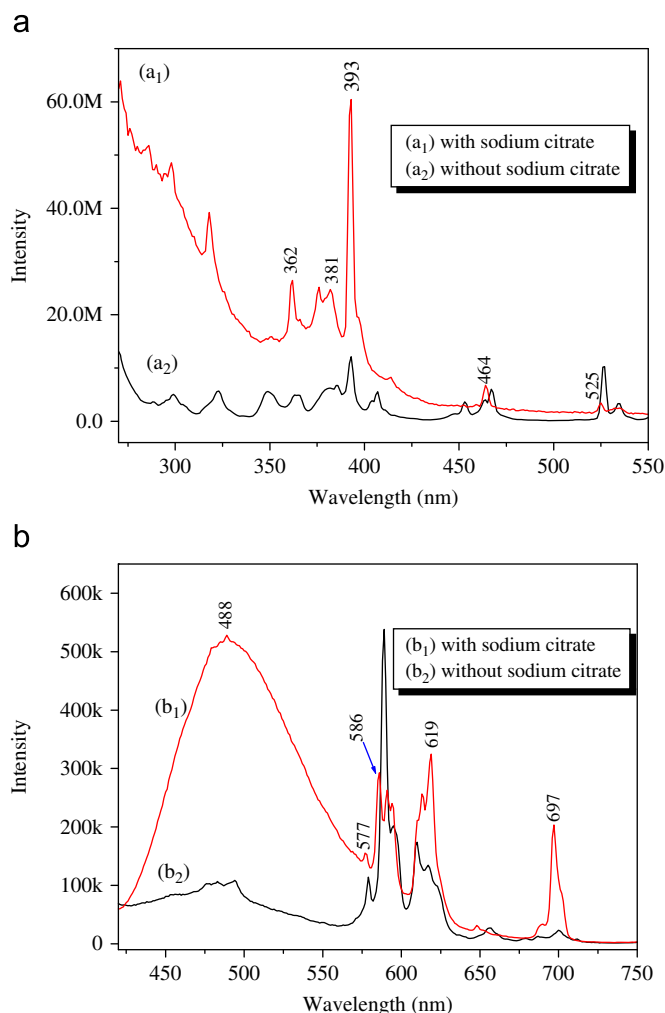 a
(a₁)
393
60.0M
(a₁) with sodium citrate
(a₂) without sodium citrate
40.0M
Intensity
362
381
20.0M
(a₂)
464
525
0.0
300 350 400 450 500 550
Wavelength (nm)
b
600k
488
(b₁) with sodium citrate
(b₂) without sodium citrate
500k
(b₁)
586
619
400k
Intensity
300k
577
697
200k
(b₂)
100k
0
450 500 550 600 650 700 750
Wavelength (nm)